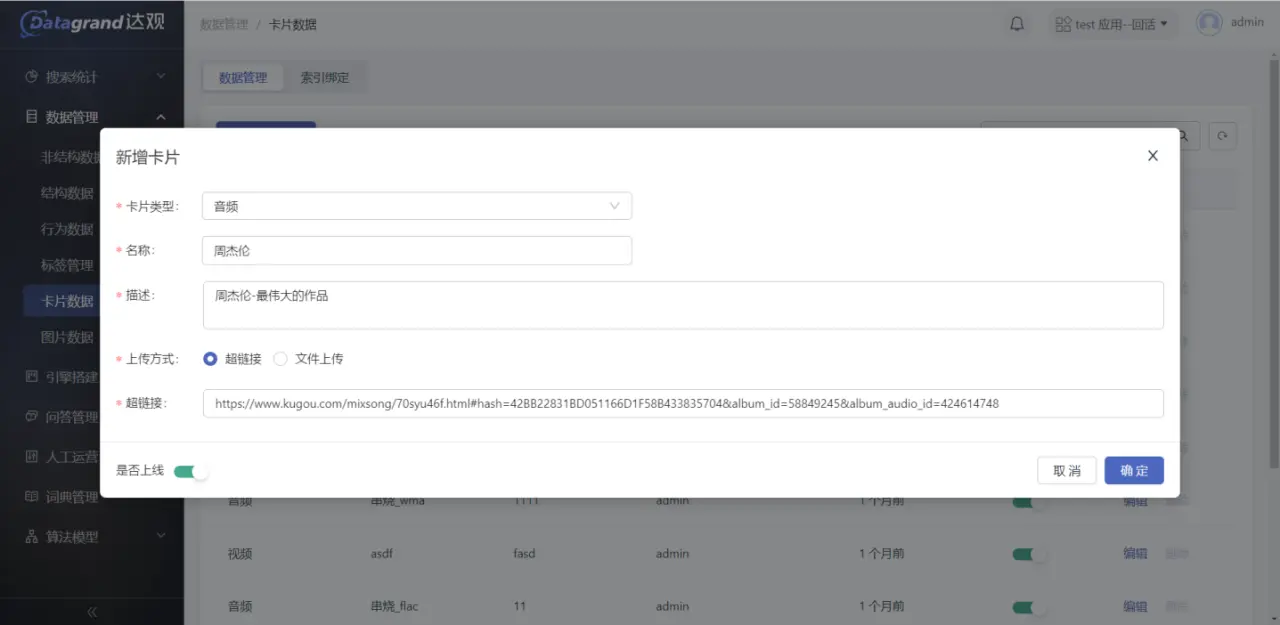 Datagrand达观
数据管理 / 卡片数据
test 应用--回活
admin
搜索统计
数据管理
非结构数据
结构数据
行为数据
标签管理
卡片数据
图片数据
引擎搭建
问答管理
人工运营
词典管理
算法模型
数据管理 索引绑定
新增卡片
* 卡片类型: 音频
* 名称: 周杰伦
* 描述: 周杰伦-最伟大的作品
* 上传方式: 超链接 文件上传
* 超链接: https://www.kugou.com/mixsong/70syu46f.html#hash=42BB22831BD051166D1F58B433835704&album_id=58849245&album_audio_id=424614748
是否上线
取消 确定
音频 串烧_wma 1111 admin 1 个月前 编辑
视频 asdf fasd admin 1 个月前 编辑
音频 串烧_flac 11 admin 1 个月前 编辑